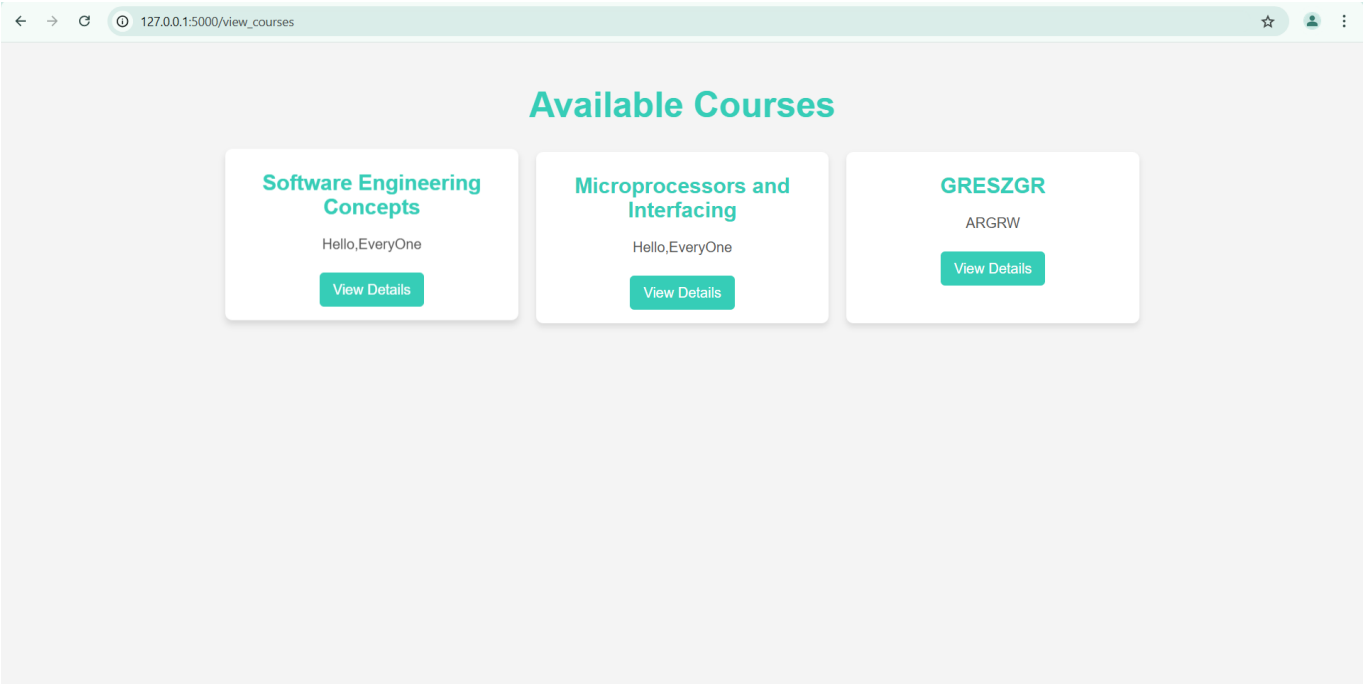 127.0.0.1:5000/view_courses
Available Courses
Software Engineering
Concepts
Hello,EveryOne
View Details
Microprocessors and
Interfacing
Hello,EveryOne
View Details
GRESZGR
ARGRW
View Details